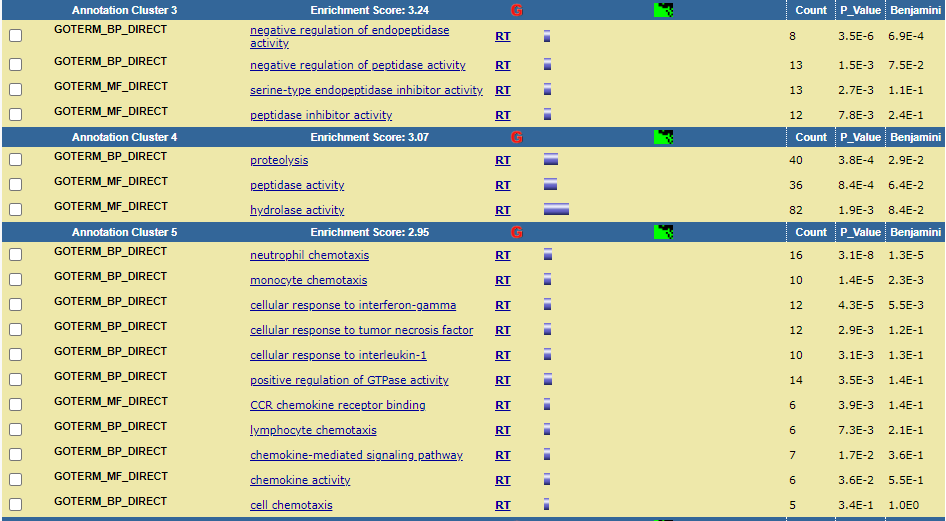 Annotation Cluster 3 Enrichment Score: 3.24 G Count P_Value Benjamini
GOTERM_BP_DIRECT negative regulation of endopeptidase activity RT 8 3.5E-6 6.9E-4
GOTERM_BP_DIRECT negative regulation of peptidase activity RT 13 1.5E-3 7.5E-2
GOTERM_MF_DIRECT serine-type endopeptidase inhibitor activity RT 13 2.7E-3 1.1E-1
GOTERM_MF_DIRECT peptidase inhibitor activity RT 12 7.8E-3 2.4E-1
Annotation Cluster 4 Enrichment Score: 3.07 G Count P_Value Benjamini
GOTERM_BP_DIRECT proteolysis RT 40 3.8E-4 2.9E-2
GOTERM_MF_DIRECT peptidase activity RT 36 8.4E-4 6.4E-2
GOTERM_MF_DIRECT hydrolase activity RT 82 1.9E-3 8.4E-2
Annotation Cluster 5 Enrichment Score: 2.95 G Count P_Value Benjamini
GOTERM_BP_DIRECT neutrophil chemotaxis RT 16 3.1E-8 1.3E-5
GOTERM_BP_DIRECT monocyte chemotaxis RT 10 1.4E-5 2.3E-3
GOTERM_BP_DIRECT cellular response to interferon-gamma RT 12 4.3E-5 5.5E-3
GOTERM_BP_DIRECT cellular response to tumor necrosis factor RT 12 2.9E-3 1.2E-1
GOTERM_BP_DIRECT cellular response to interleukin-1 RT 10 3.1E-3 1.3E-1
GOTERM_BP_DIRECT positive regulation of GTPase activity RT 14 3.5E-3 1.4E-1
GOTERM_MF_DIRECT CCR chemokine receptor binding RT 6 3.9E-3 1.4E-1
GOTERM_BP_DIRECT lymphocyte chemotaxis RT 6 7.3E-3 2.1E-1
GOTERM_BP_DIRECT chemokine-mediated signaling pathway RT 7 1.7E-2 3.6E-1
GOTERM_MF_DIRECT chemokine activity RT 6 3.6E-2 5.5E-1
GOTERM_BP_DIRECT cell chemotaxis RT 5 3.4E-1 1.0E0